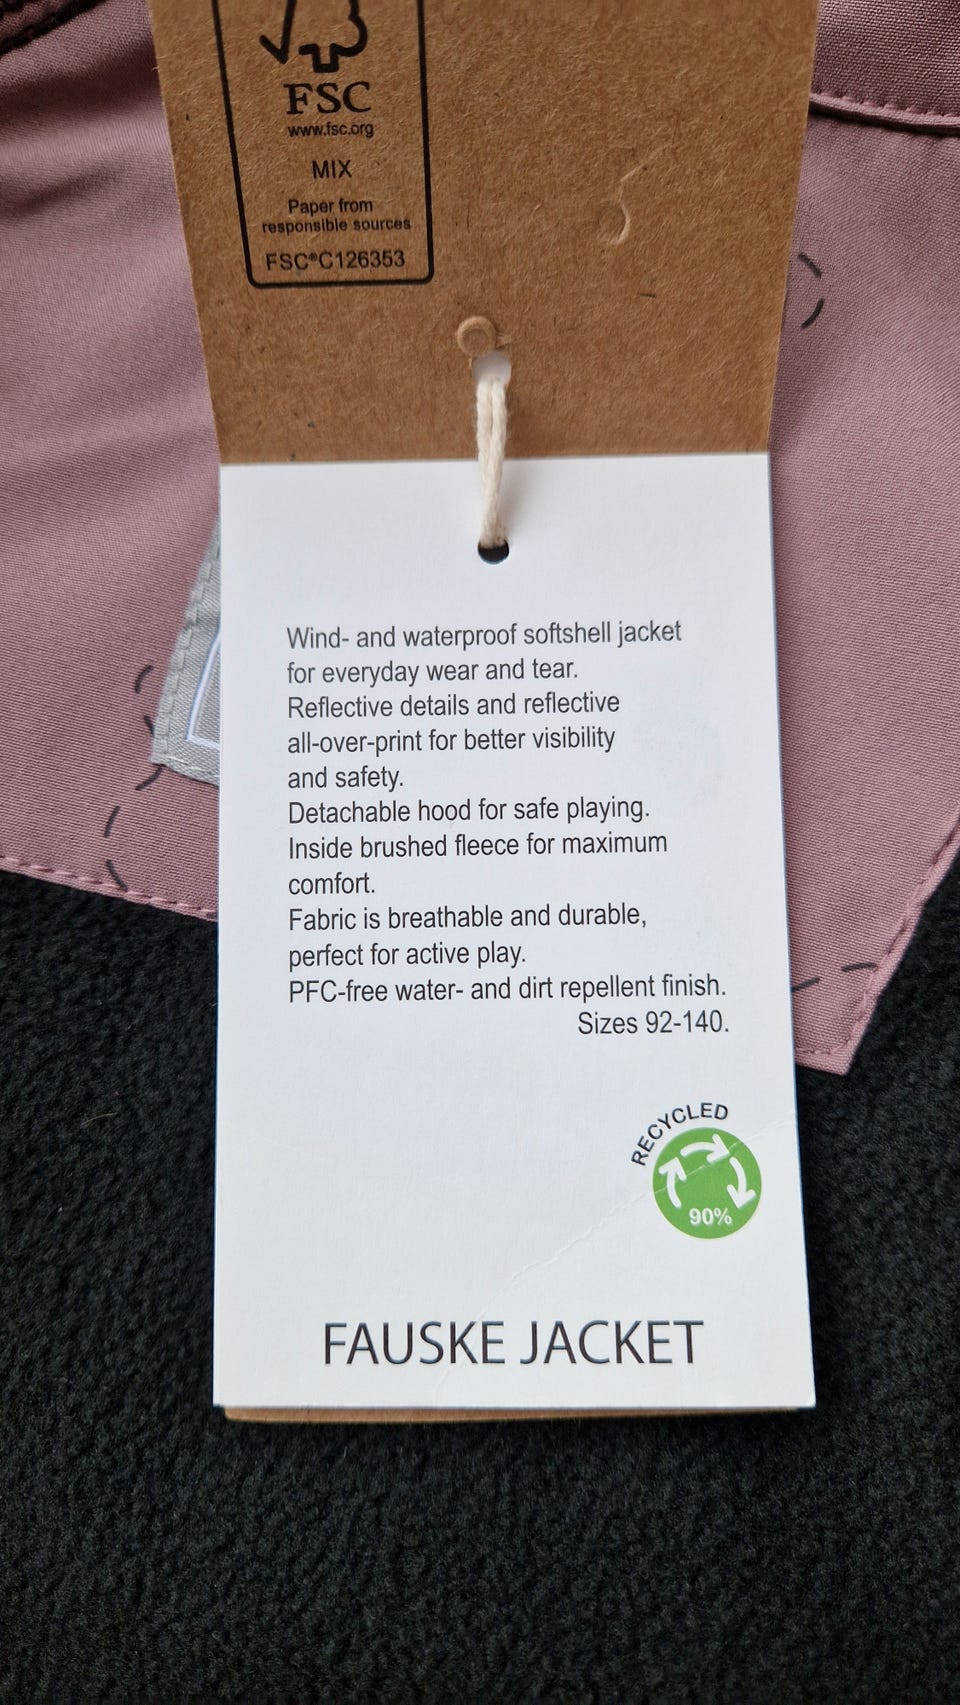 FSC
www.fsc.org
MIX
Paper from
responsible sources
FSC®C126353
Wind- and waterproof softshell jacket
for everyday wear and tear.
Reflective details and reflective
all-over-print for better visibility
and safety.
Detachable hood for safe playing.
Inside brushed fleece for maximum
comfort.
Fabric is breathable and durable,
perfect for active play.
PFC-free water- and dirt repellent finish.
Sizes 92-140.
RECYCLED
90%
FAUSKE JACKET